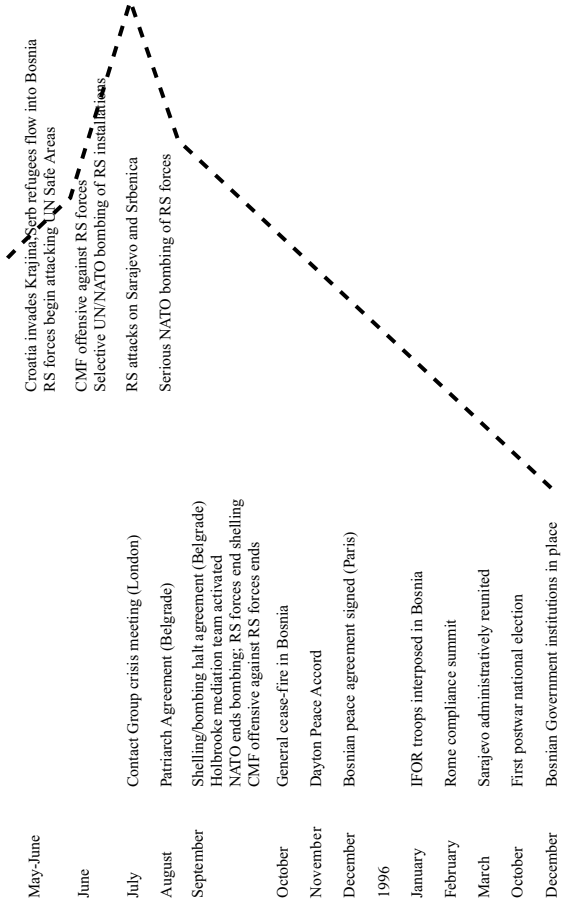 May-June Croatia invades Krajina;Serb refugees flow into Bosnia
RS forces begin attacking UN Safe Areas
June CMF offensive against RS forces
Selective UN/NATO bombing of RS installations
July Contact Group crisis meeting (London) RS attacks on Sarajevo and Srbenica
August Patriarch Agreement (Belgrade) Serious NATO bombing of RS forces
September Shelling/bombing halt agreement (Belgrade)
Holbrooke mediation team activated
NATO ends bombing; RS forces end shelling
CMF offensive against RS forces ends
October General cease-fire in Bosnia
November Dayton Peace Accord
December Bosnian peace agreement signed (Paris)
1996
January IFOR troops interposed in Bosnia
February Rome compliance summit
March Sarajevo administratively reunited
October First postwar national election
December Bosnian Government institutions in place